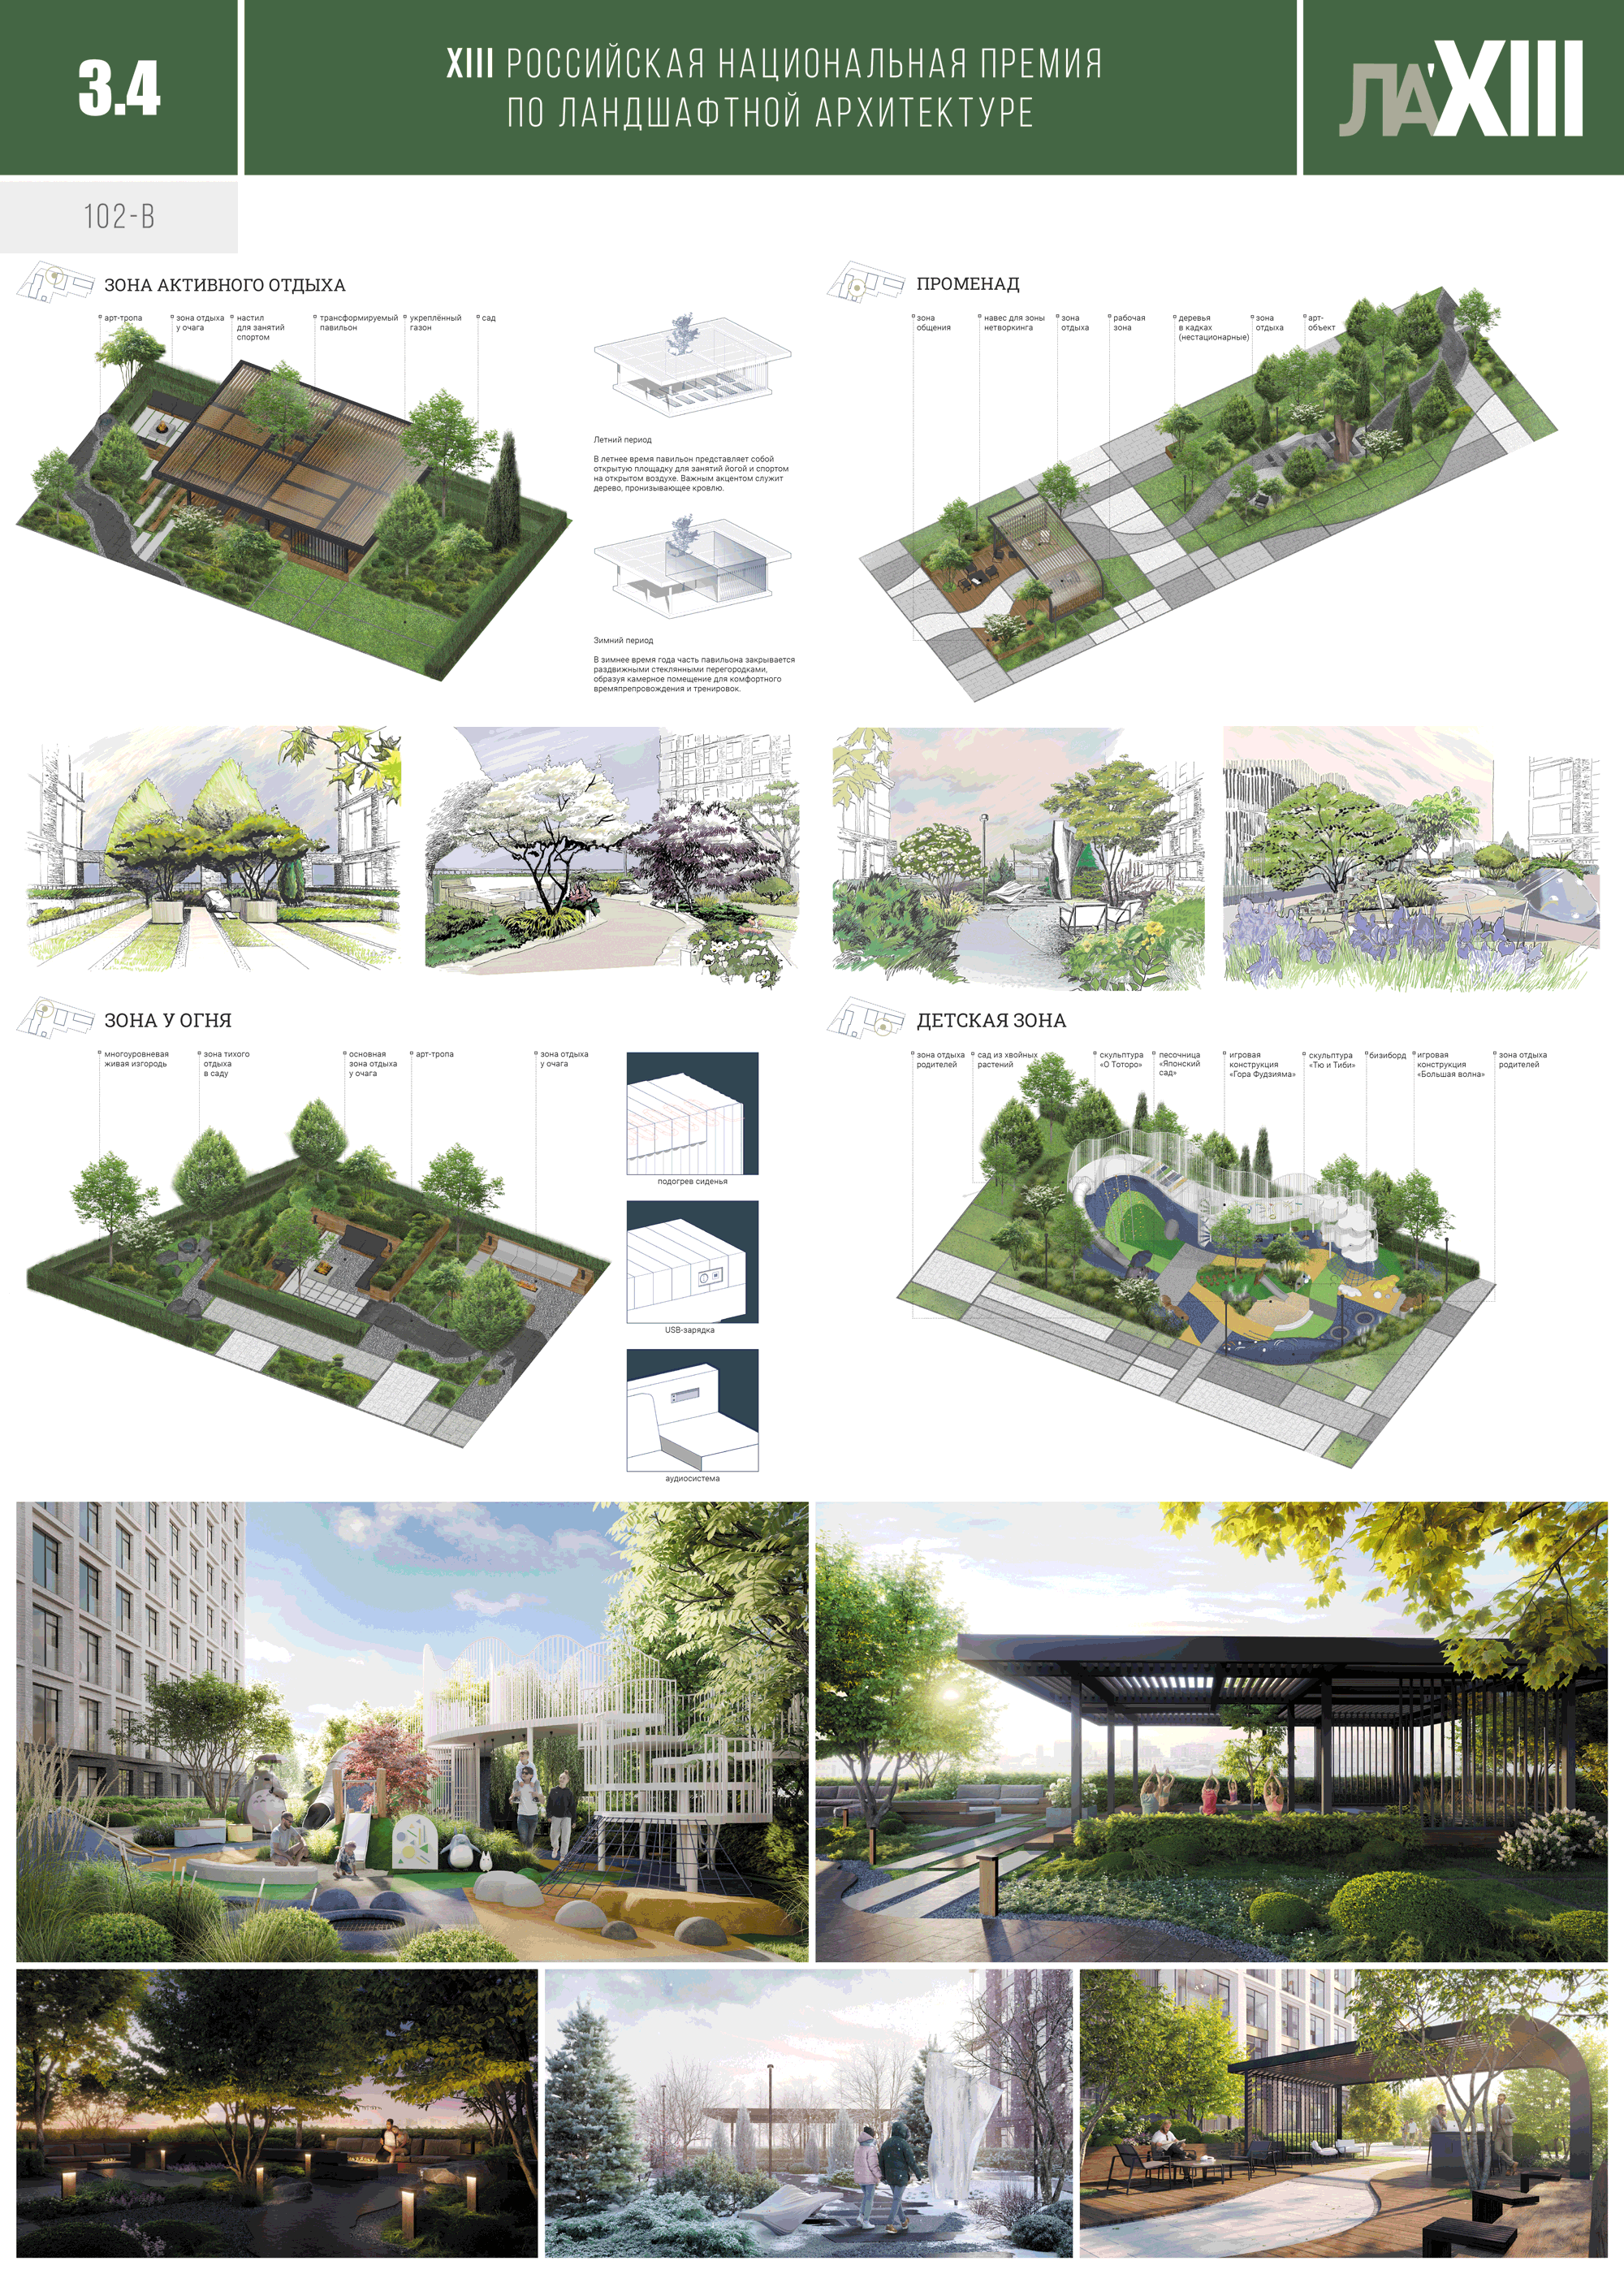 3.4
XIII РОССИЙСКАЯ НАЦИОНАЛЬНАЯ ПРЕМИЯ
ПО ЛАНДШАФТНОЙ АРХИТЕКТУРЕ
ЛА'XIII
102-В
ЗОНА АКТИВНОГО ОТДЫХА
арт-тропа
зона отдыха
у очага
настил
для занятий
спортом
трансформируемый
павильон
укреплённый
газон
сад
Летний период
В летнее время павильон представляет собой
открытую площадку для занятий йогой и спортом
на открытом воздухе. Важным акцентом служит
дерево, пронизывающее кровлю.
Зимний период
В зимнее время года часть павильона закрывается
раздвижными стеклянными перегородками,
образуя камерное помещение для комфортного
времяпрепровождения и тренировок.
ПРОМЕНАД
зона
общения
навес для зоны
нетворкинга
зона
отдыха
рабочая
зона
деревья
в кадках
(нестационарные)
зона
отдыха
арт-
объект
ЗОНА У ОГНЯ
многоуровневая
живая изгородь
зона тихого
отдыха
в саду
основная
зона отдыха
у очага
арт-тропа
зона отдыха
у очага
подогрев сиденья
USB-зарядка
аудиосистема
ДЕТСКАЯ ЗОНА
зона отдыха
родителей
сад из хвойных
растений
скульптура
«О Тоторо»
песочница
«Японский
сад»
игровая
конструкция
«Гора Фудзияма»
скульптура
«Тю и Тиби»
бизиборд
игровая
конструкция
«Большая волна»
зона отдыха
родителей